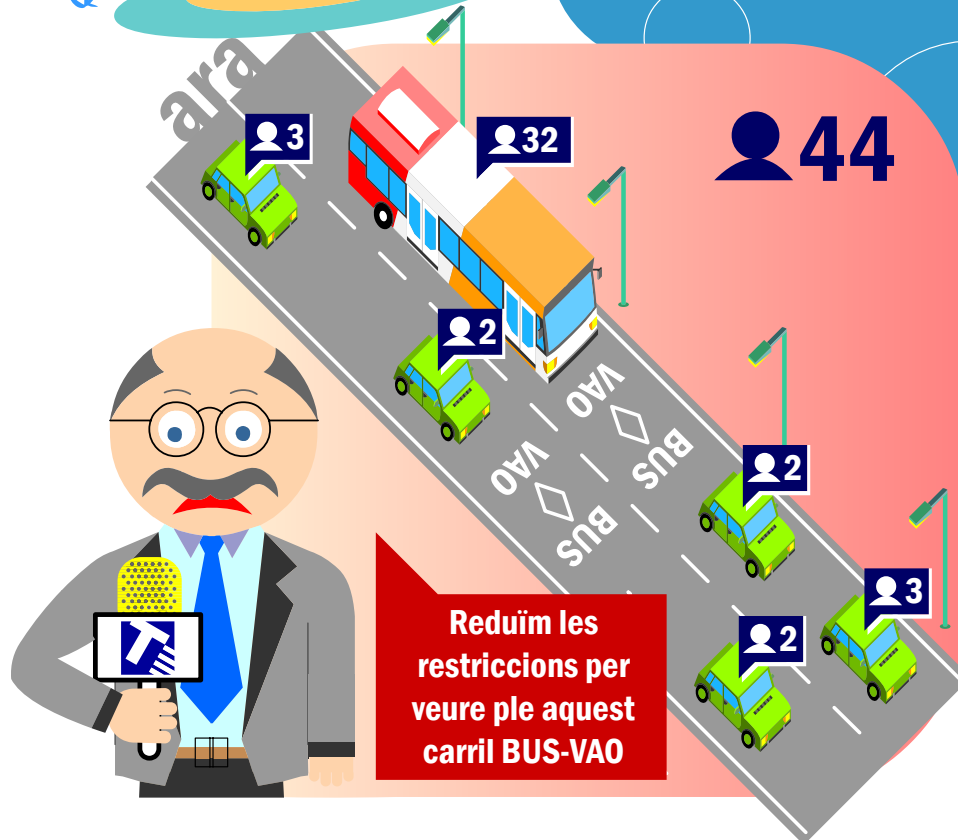 ara
3
32
44
2
VAO
BUS
VAO
BUS
2
3
2
Reduïm les
restriccions per
veure ple aquest
carril BUS-VAO